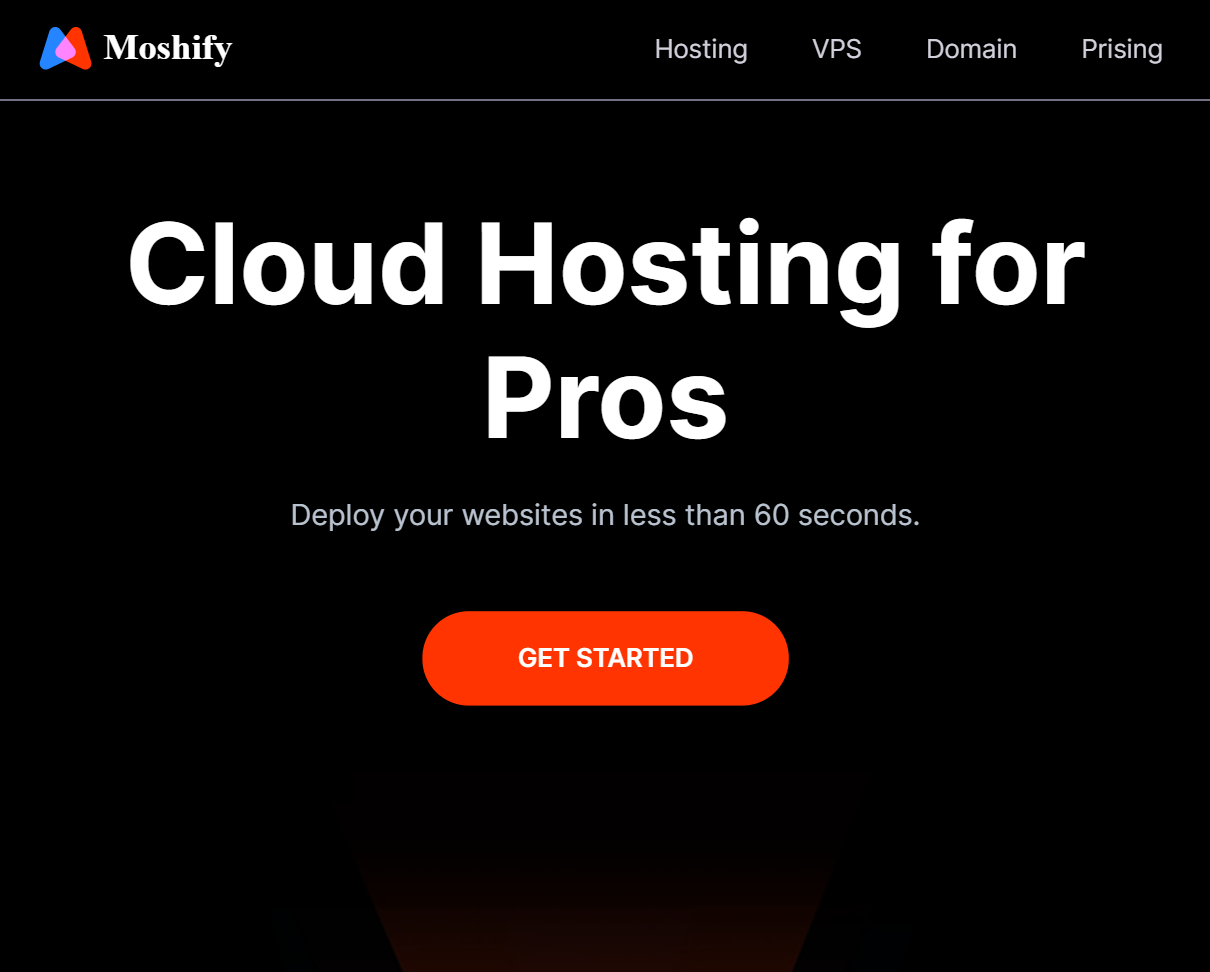 Moshify
Hosting VPS Domain Prising
Cloud Hosting for
Pros
Deploy your websites in less than 60 seconds.
GET STARTED